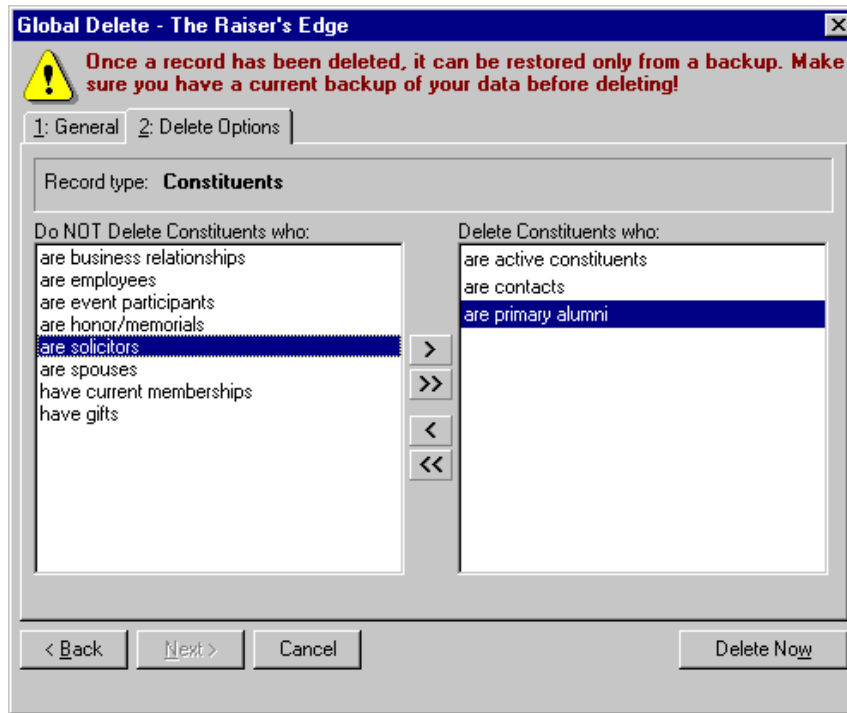 Global Delete - The Raiser's Edge
Once a record has been deleted, it can be restored only from a backup. Make
sure you have a current backup of your data before deleting!
1: General
2: Delete Options
Record type: Constituents
Do NOT Delete Constituents who:
are business relationships
are employees
are event participants
are honor/memorials
are solicitors
are spouses
have current memberships
have gifts
>
>>
<
<<
Delete Constituents who:
are active constituents
are contacts
are primary alumni
< Back
Next >
Cancel
Delete Now